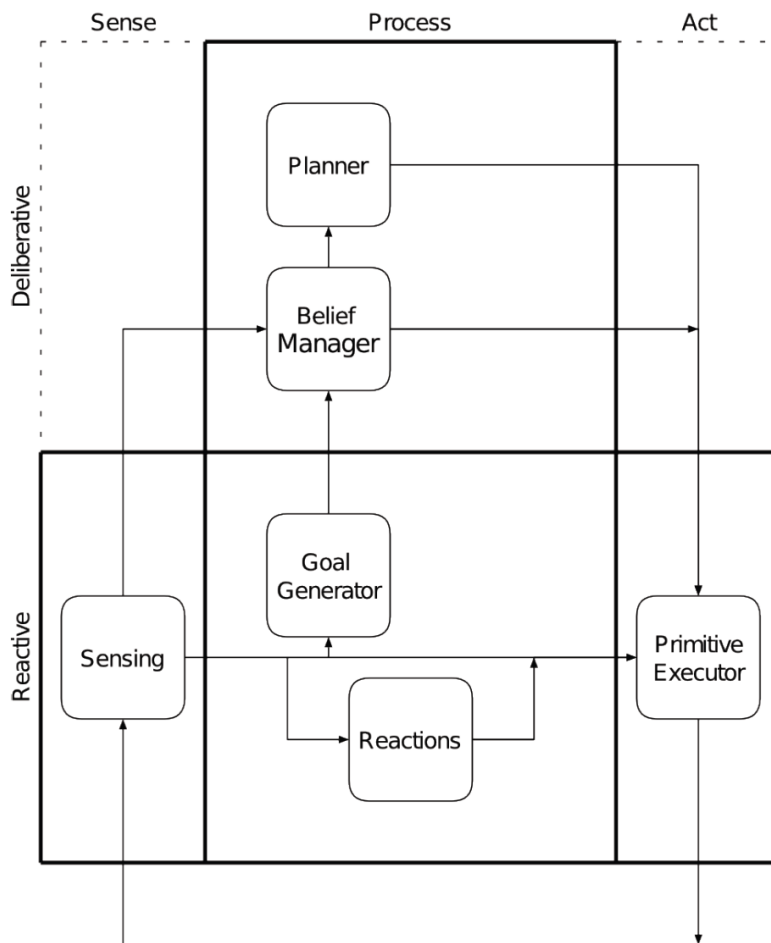 Sense
Process
Act
Deliberative
Planner
Belief
Manager
Reactive
Goal
Generator
Sensing
Primitive
Executor
Reactions